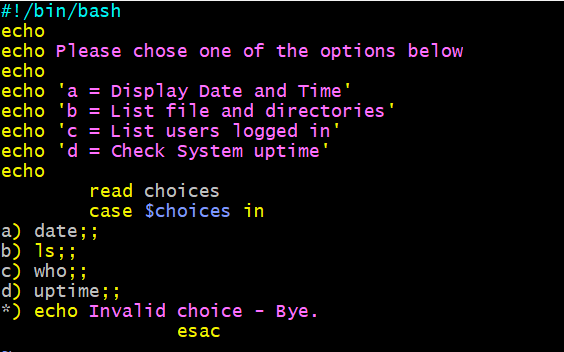 #!/bin/bash
echo
echo Please chose one of the options below
echo
echo 'a = Display Date and Time'
echo 'b = List file and directories'
echo 'c = List users logged in'
echo 'd = Check System uptime'
echo
read choices
case $choices in
a) date;;
b) ls;;
c) who;;
d) uptime;;
*) echo Invalid choice - Bye.
esac